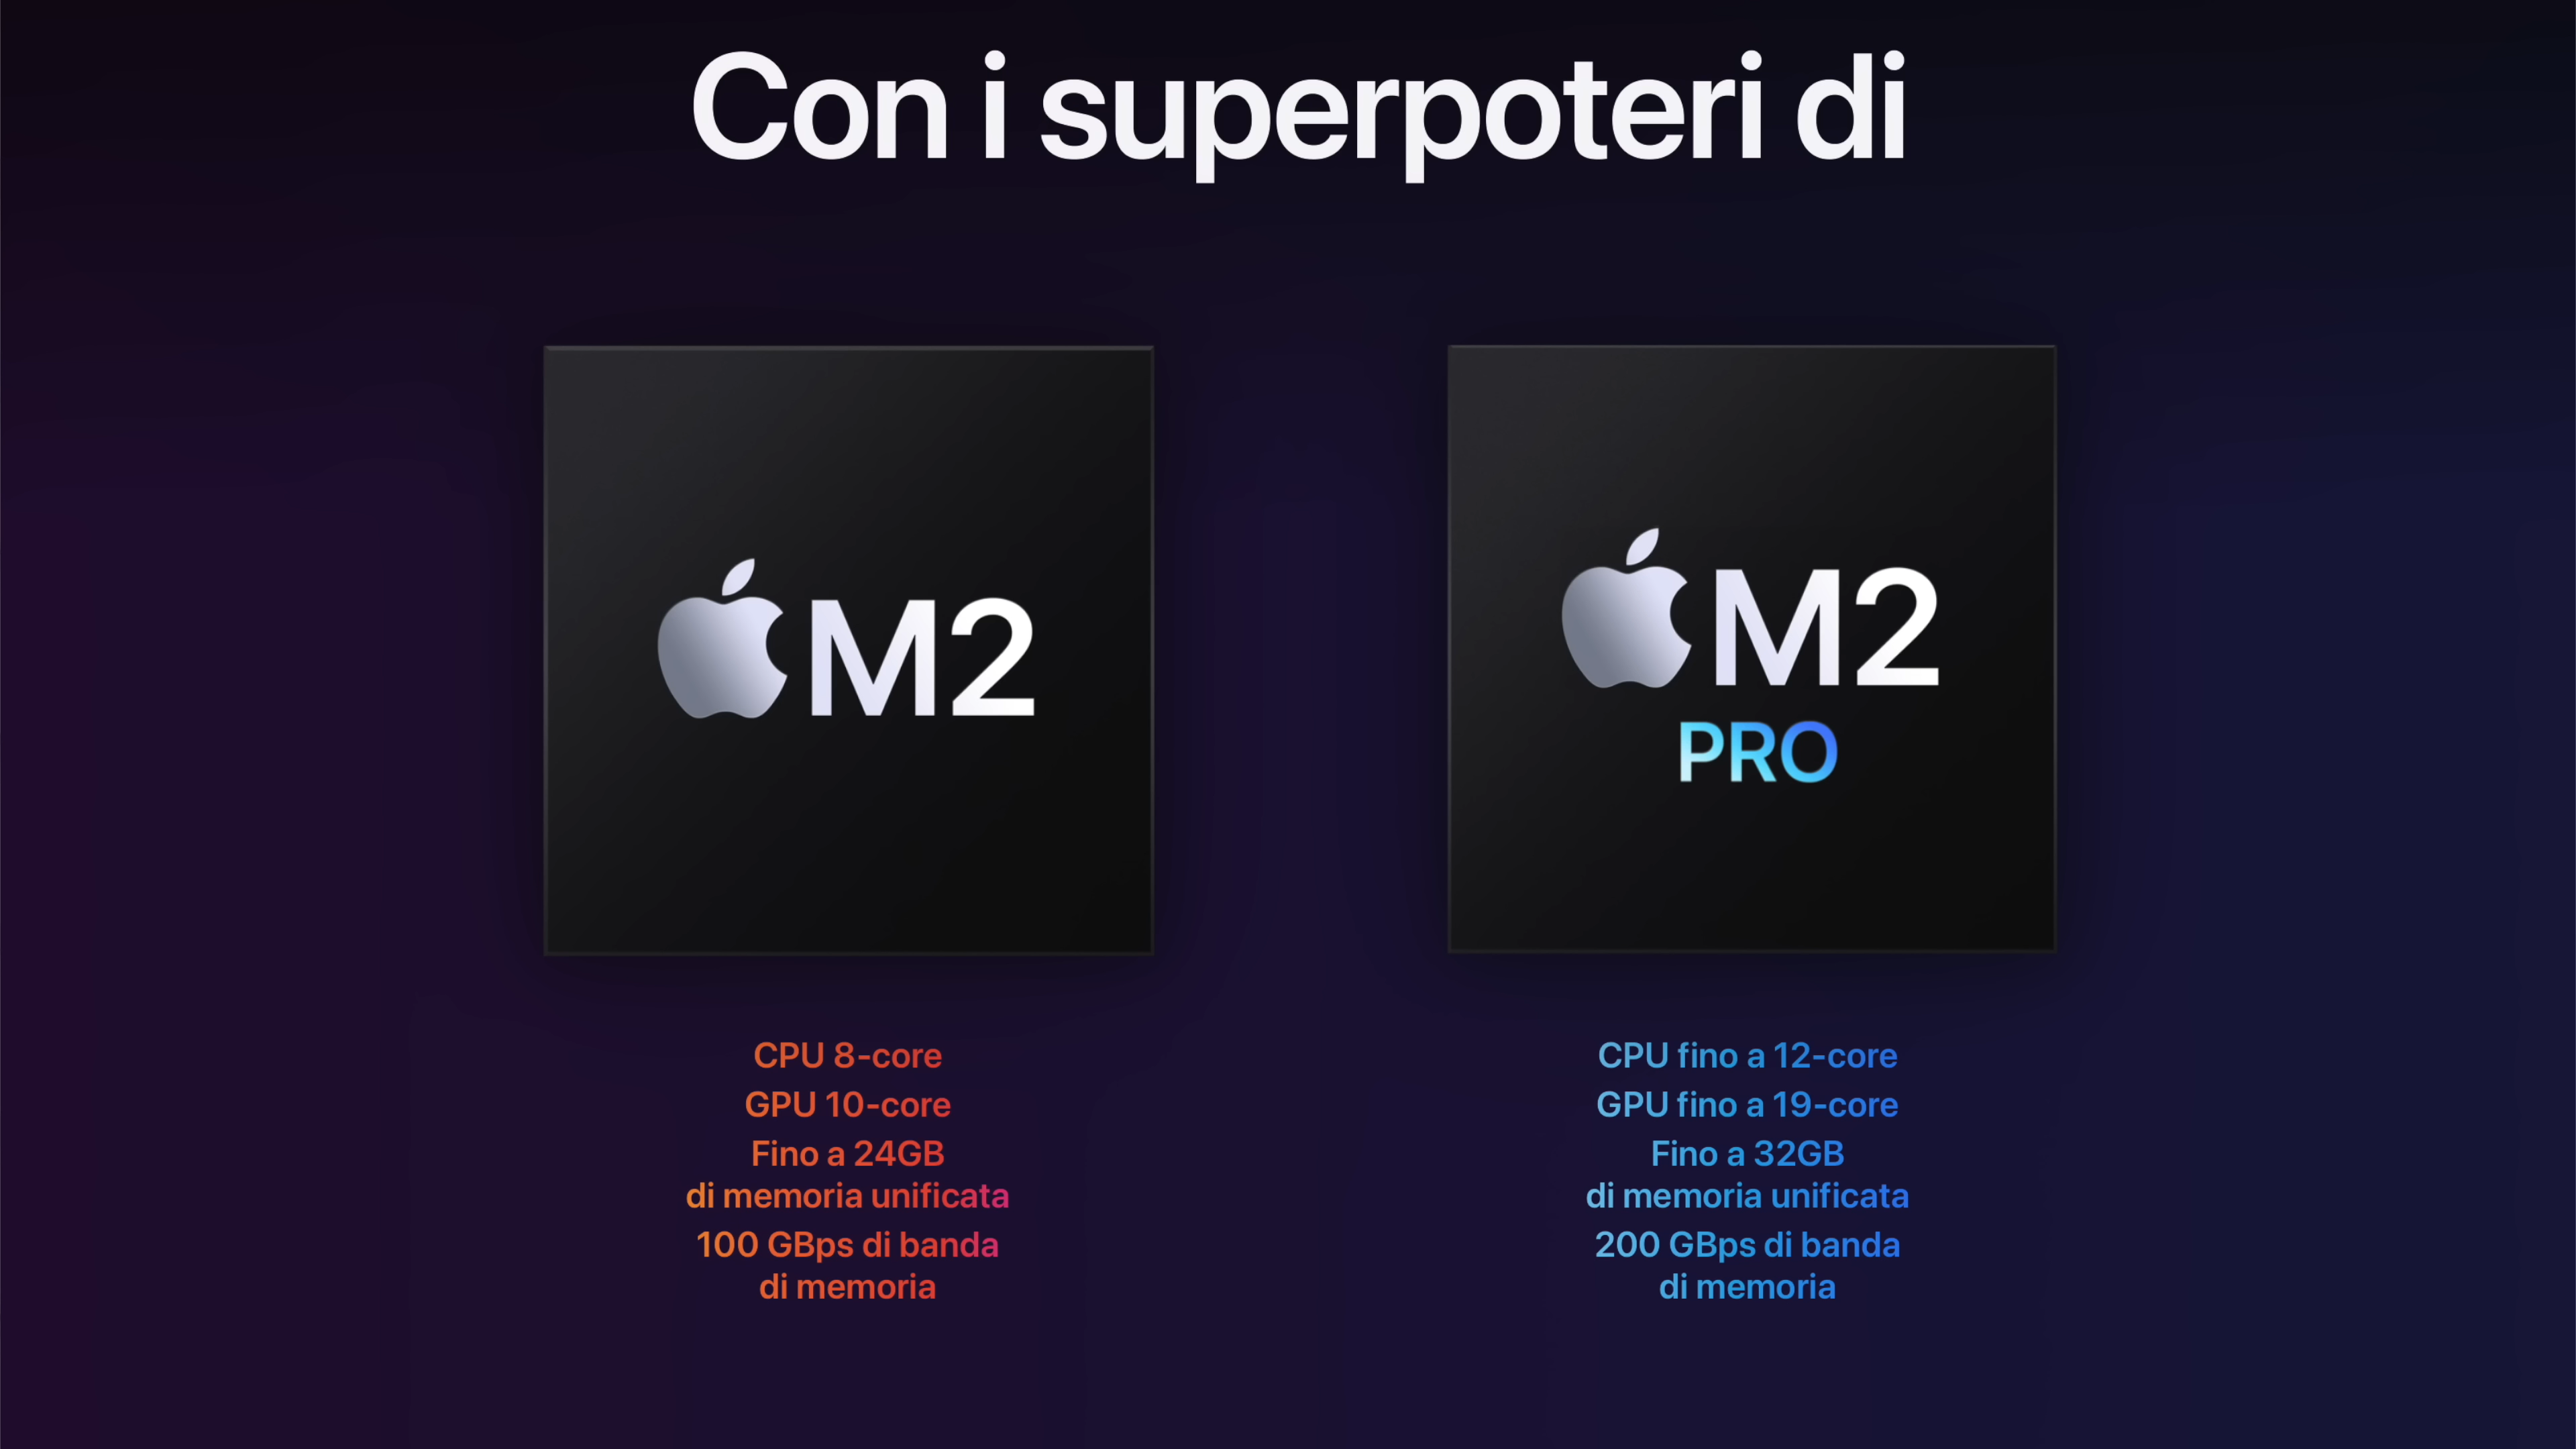 Con i superpoteri di
M2
M2
PRO
CPU 8-core
GPU 10-core
Fino a 24GB
di memoria unificata
100 GBps di banda
di memoria
CPU fino a 12-core
GPU fino a 19-core
Fino a 32GB
di memoria unificata
200 GBps di banda
di memoria